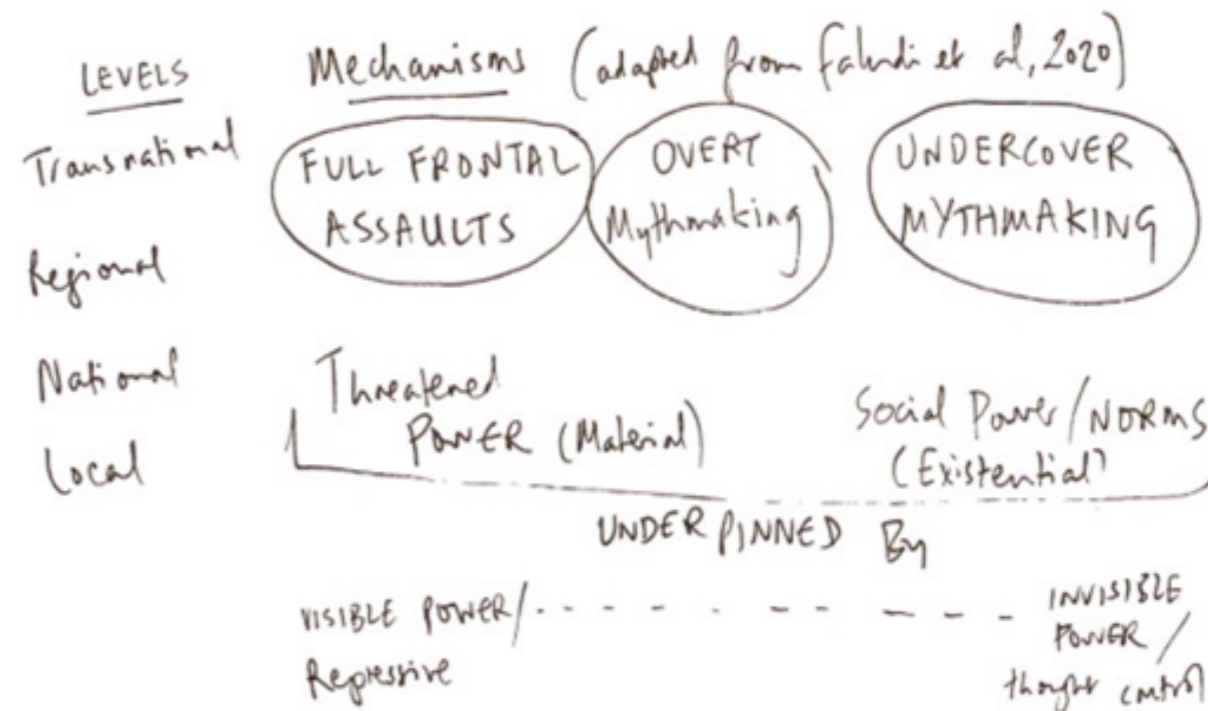 LEVELS
Mechanisms (adapted from Faludi et al, 2020)
Transnational
Regional
National
Local
FULL FRONTAL
ASSAULTS
OVERT
Mythmaking
UNDERCOVER
MYTHMAKING
Threatened
POWER (Material)
Social Power/NORMS
(Existential)
UNDERPINNED By
VISIBLE POWER/
Repressive
INVISIBLE
POWER/
thought control